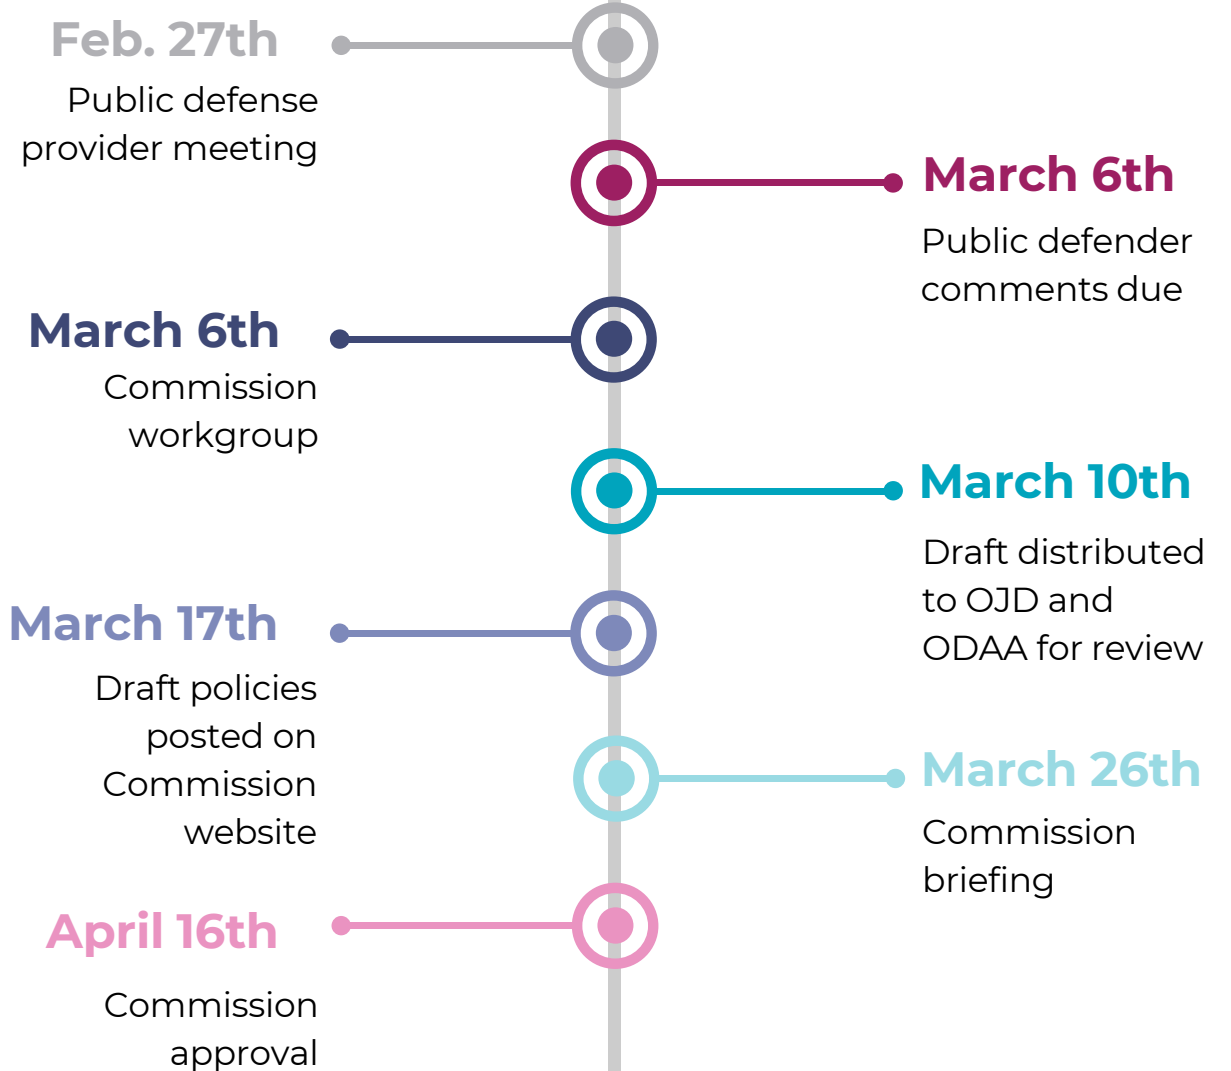 Feb. 27th
Public defense
provider meeting
March 6th
Public defender
comments due
March 6th
Commission
workgroup
March 10th
Draft distributed
to OJD and
ODAA for review
March 17th
Draft policies
posted on
Commission
website
March 26th
Commission
briefing
April 16th
Commission
approval